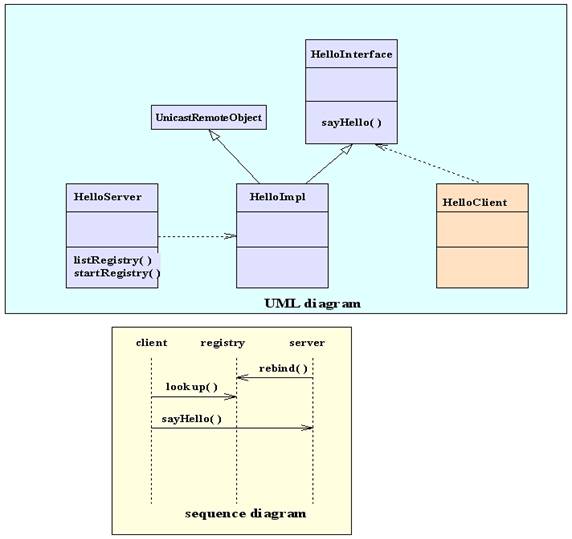 HelloInterface
sayHello( )
UnicastRemoteObject
HelloServer
HelloImpl
HelloClient
listRegistry( )
startRegistry( )
UML diagram
client registry server
rebind( )
lookup( )
sayHello( )
sequence diagram